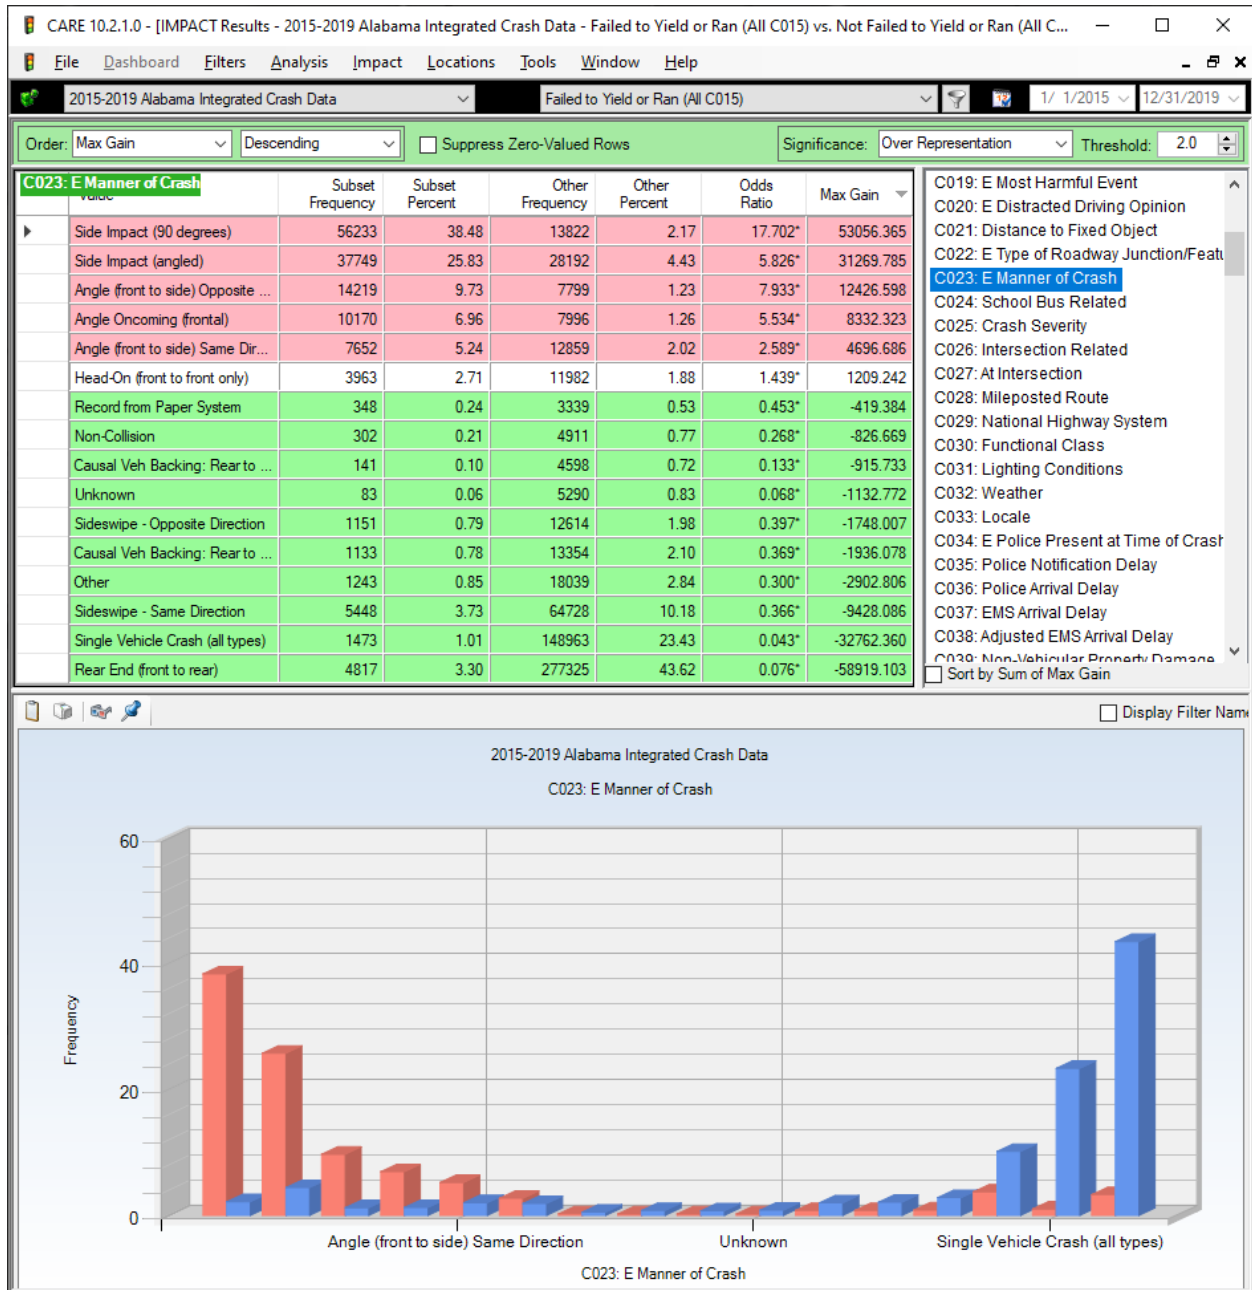 CARE 10.2.1.0 - [IMPACT Results - 2015-2019 Alabama Integrated Crash Data - Failed to Yield or Ran (All C015) vs. Not Failed to Yield or Ran (All C...
File Dashboard Filters Analysis Impact Locations Tools Window Help
2015-2019 Alabama Integrated Crash Data Failed to Yield or Ran (All C015) 1/ 1/2015 12/31/2019
Order: Max Gain Descending Suppress Zero-Valued Rows Significance: Over Representation Threshold: 2.0
C023: E Manner of Crash Subset Frequency Subset Percent Other Frequency Other Percent Odds Ratio Max Gain
Side Impact (90 degrees) 56233 38.48 13822 2.17 17.702* 53056.365
Side Impact (angled) 37749 25.83 28192 4.43 5.826* 31269.785
Angle (front to side) Opposite ... 14219 9.73 7799 1.23 7.933* 12426.598
Angle Oncoming (frontal) 10170 6.96 7996 1.26 5.534* 8332.323
Angle (front to side) Same Dir... 7652 5.24 12859 2.02 2.589* 4696.686
Head-On (front to front only) 3963 2.71 11982 1.88 1.439* 1209.242
Record from Paper System 348 0.24 3339 0.53 0.453* -419.384
Non-Collision 302 0.21 4911 0.77 0.268* -826.669
Causal Veh Backing: Rear to ... 141 0.10 4598 0.72 0.133* -915.733
Unknown 83 0.06 5290 0.83 0.068* -1132.772
Sideswipe - Opposite Direction 1151 0.79 12614 1.98 0.397* -1748.007
Causal Veh Backing: Rear to ... 1133 0.78 13354 2.10 0.369* -1936.078
Other 1243 0.85 18039 2.84 0.300* -2902.806
Sideswipe - Same Direction 5448 3.73 64728 10.18 0.366* -9428.086
Single Vehicle Crash (all types) 1473 1.01 148963 23.43 0.043* -32762.360
Rear End (front to rear) 4817 3.30 277325 43.62 0.076* -58919.103
C019: E Most Harmful Event
C020: E Distracted Driving Opinion
C021: Distance to Fixed Object
C022: E Type of Roadway Junction/Featu
C023: E Manner of Crash
C024: School Bus Related
C025: Crash Severity
C026: Intersection Related
C027: At Intersection
C028: Mileposted Route
C029: National Highway System
C030: Functional Class
C031: Lighting Conditions
C032: Weather
C033: Locale
C034: E Police Present at Time of Crash
C035: Police Notification Delay
C036: Police Arrival Delay
C037: EMS Arrival Delay
C038: Adjusted EMS Arrival Delay
C039: Non-Vehicular Property Damage
Sort by Sum of Max Gain
Display Filter Name
2015-2019 Alabama Integrated Crash Data
C023: E Manner of Crash
60
40
20
0
Frequency
Angle (front to side) Same Direction Unknown Single Vehicle Crash (all types)
C023: E Manner of Crash